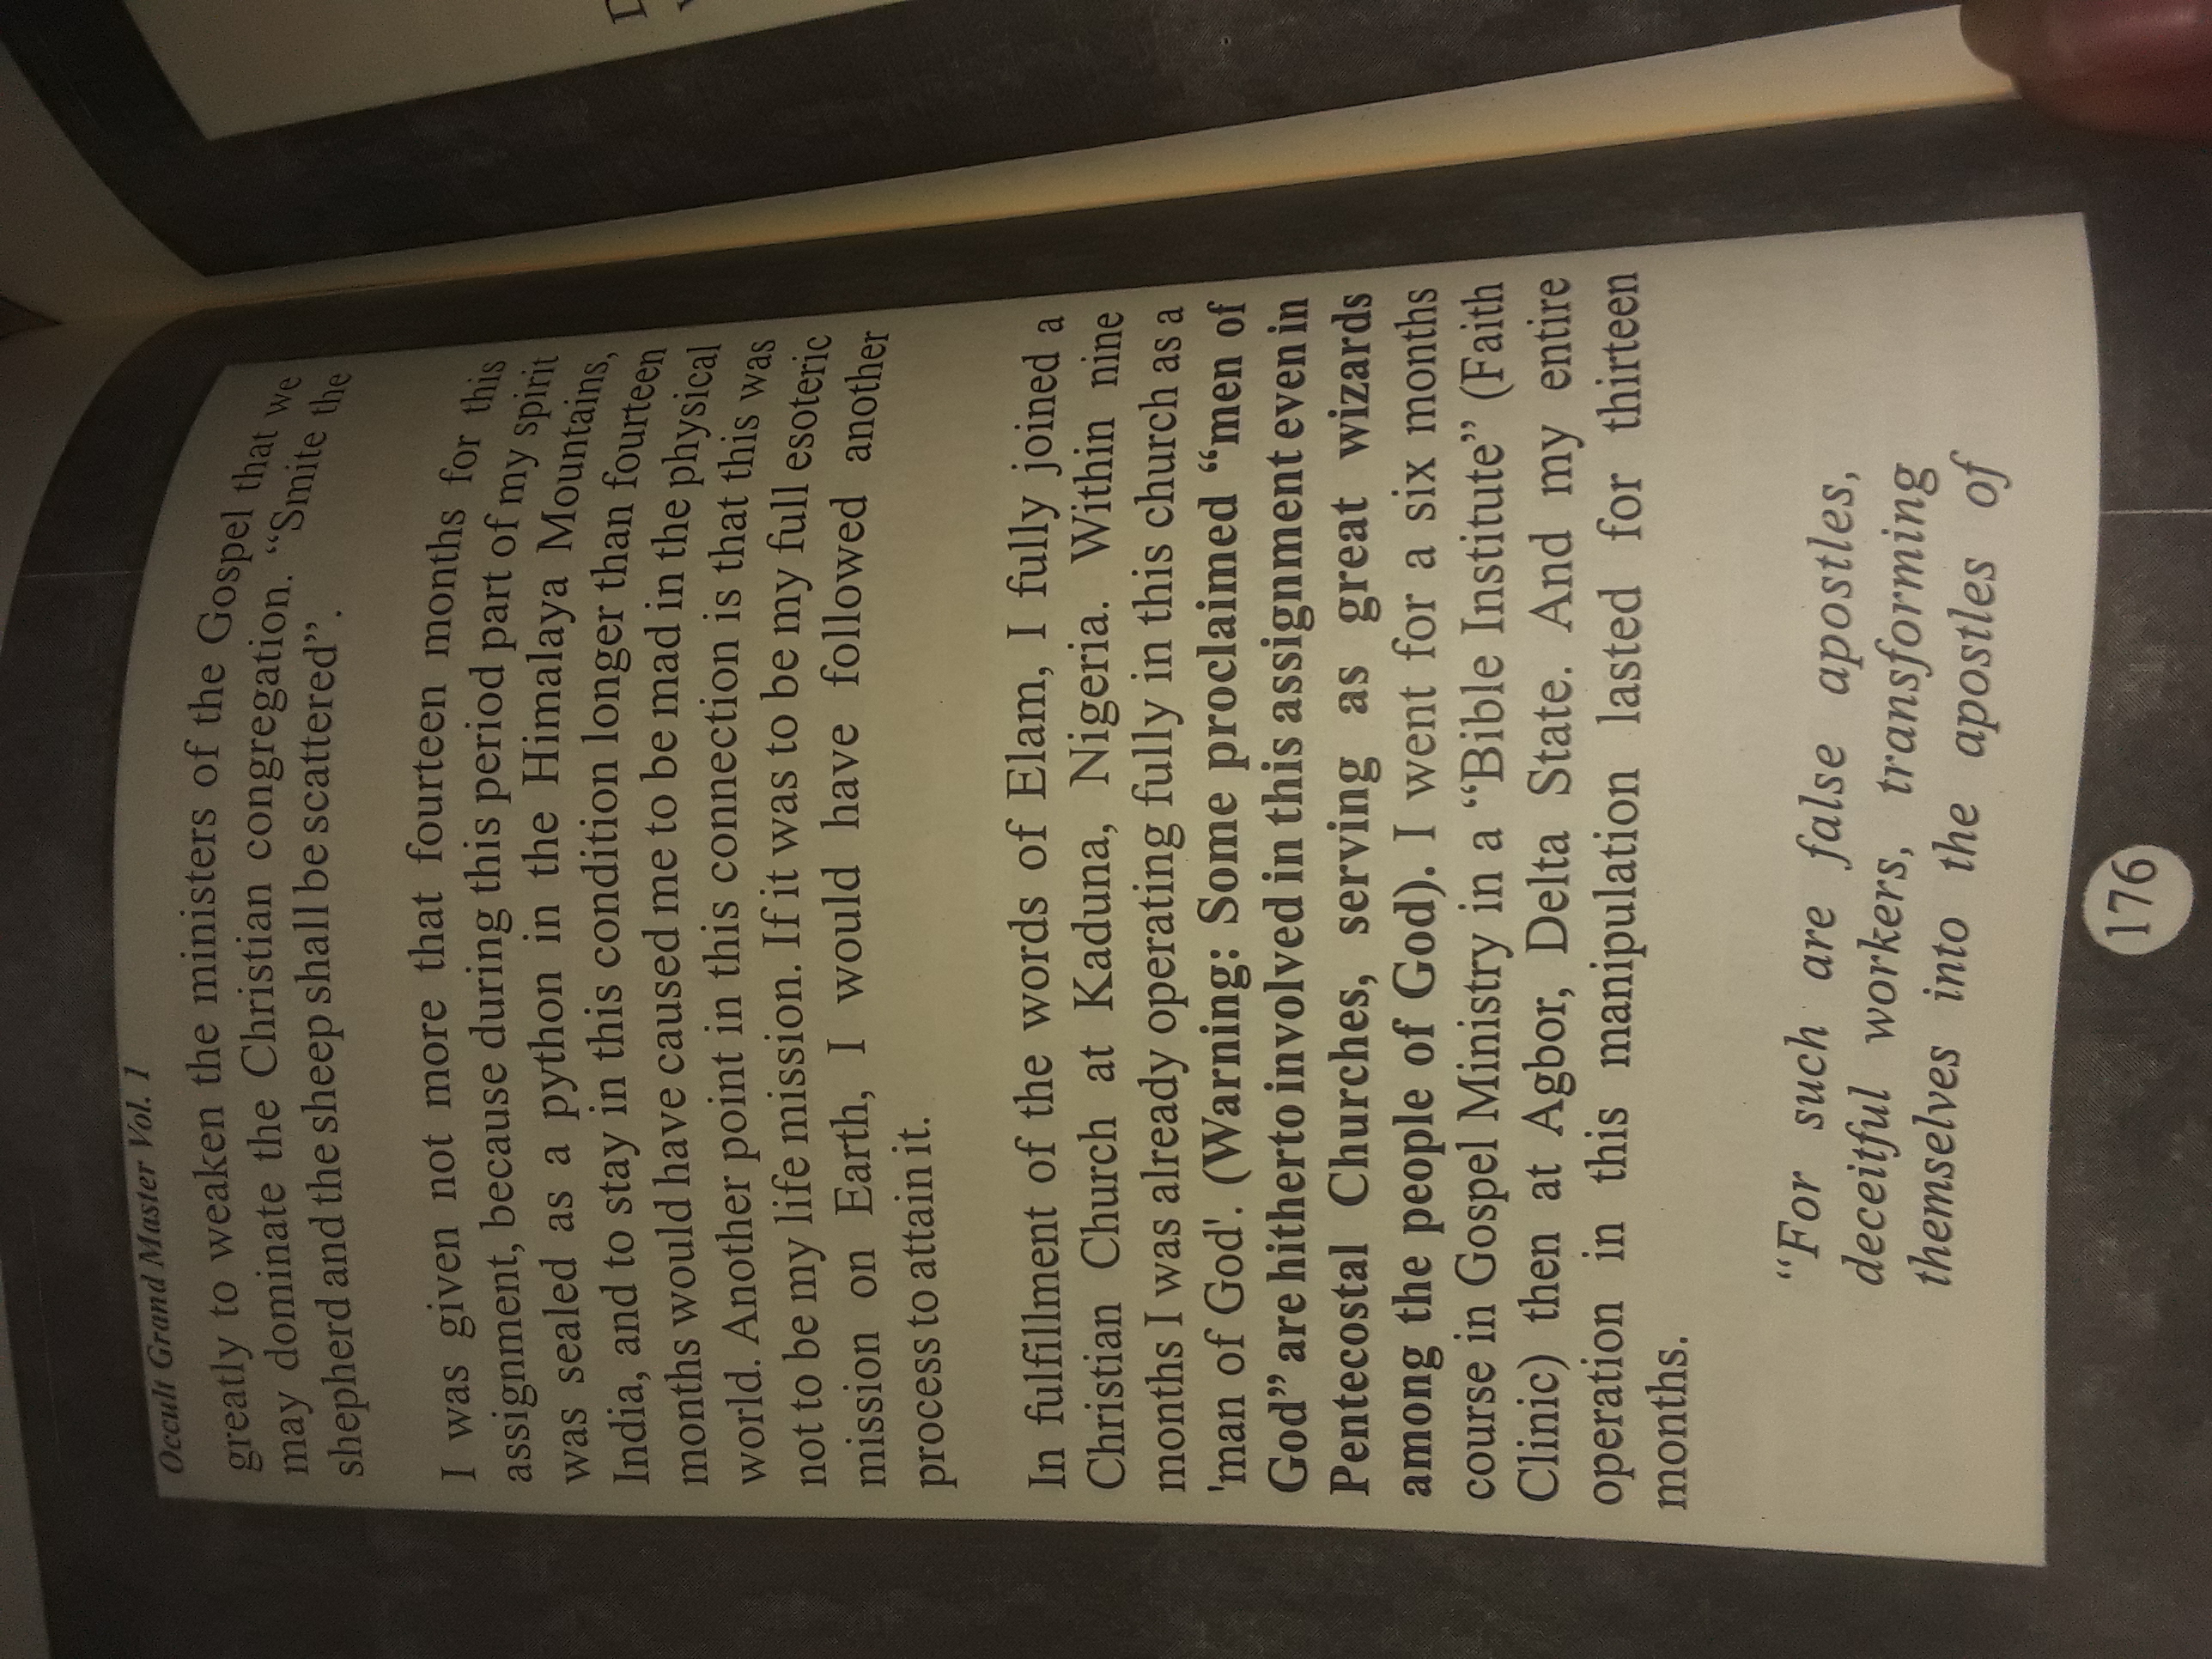 Occult Grand Master Vol. 1
greatly to weaken the ministers of the Gospel that we
may dominate the Christian congregation. “Smite the
shepherd and the sheep shall be scattered”.
I was given not more that fourteen months for this
assignment, because during this period part of my spirit
was sealed as a python in the Himalaya Mountains,
India, and to stay in this condition longer than fourteen
months would have caused me to be mad in the physical
world. Another point in this connection is that this was
not to be my life mission. If it was to be my full esoteric
mission on Earth, I would have followed another
process to attain it.
In fulfillment of the words of Elam, I fully joined a
Christian Church at Kaduna, Nigeria. Within nine
months I was already operating fully in this church as a
'man of God'. (Warning: Some proclaimed “men of
God” are hitherto involved in this assignment even in
Pentecostal Churches, serving as great wizards
among the people of God). I went for a six months
course in Gospel Ministry in a “Bible Institute” (Faith
Clinic) then at Agbor, Delta State. And my entire
operation in this manipulation lasted for thirteen
months.
“For such are false apostles,
deceitful workers, transforming
themselves into the apostles of
176